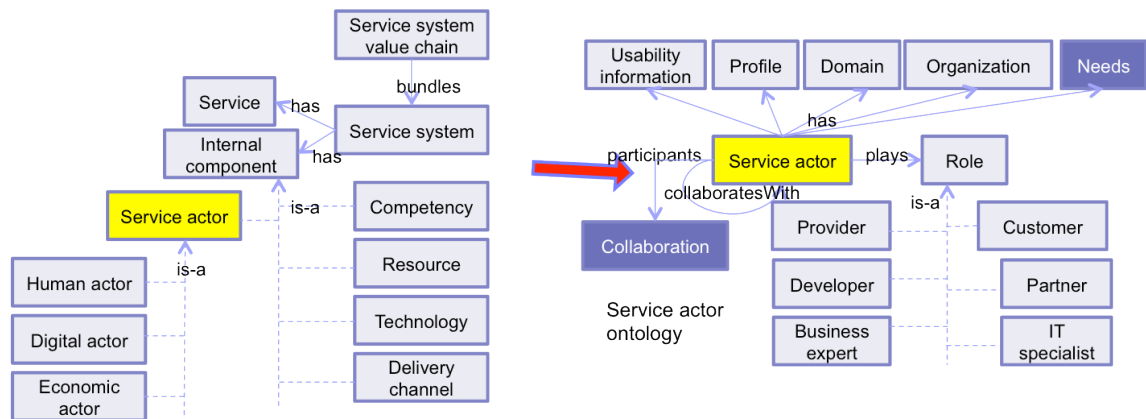 Service system
value chain
bundles
Service
has
Service system
Internal
component
has
Service actor
is-a
Competency
is-a
Human actor
Resource
Digital actor
Technology
Economic
actor
Delivery
channel
Usability
information
Profile
Domain
Organization
Needs
has
participants
Service actor
plays
Role
collaboratesWith
is-a
Collaboration
Provider
Customer
Developer
Partner
Service actor
ontology
Business
expert
IT
specialist